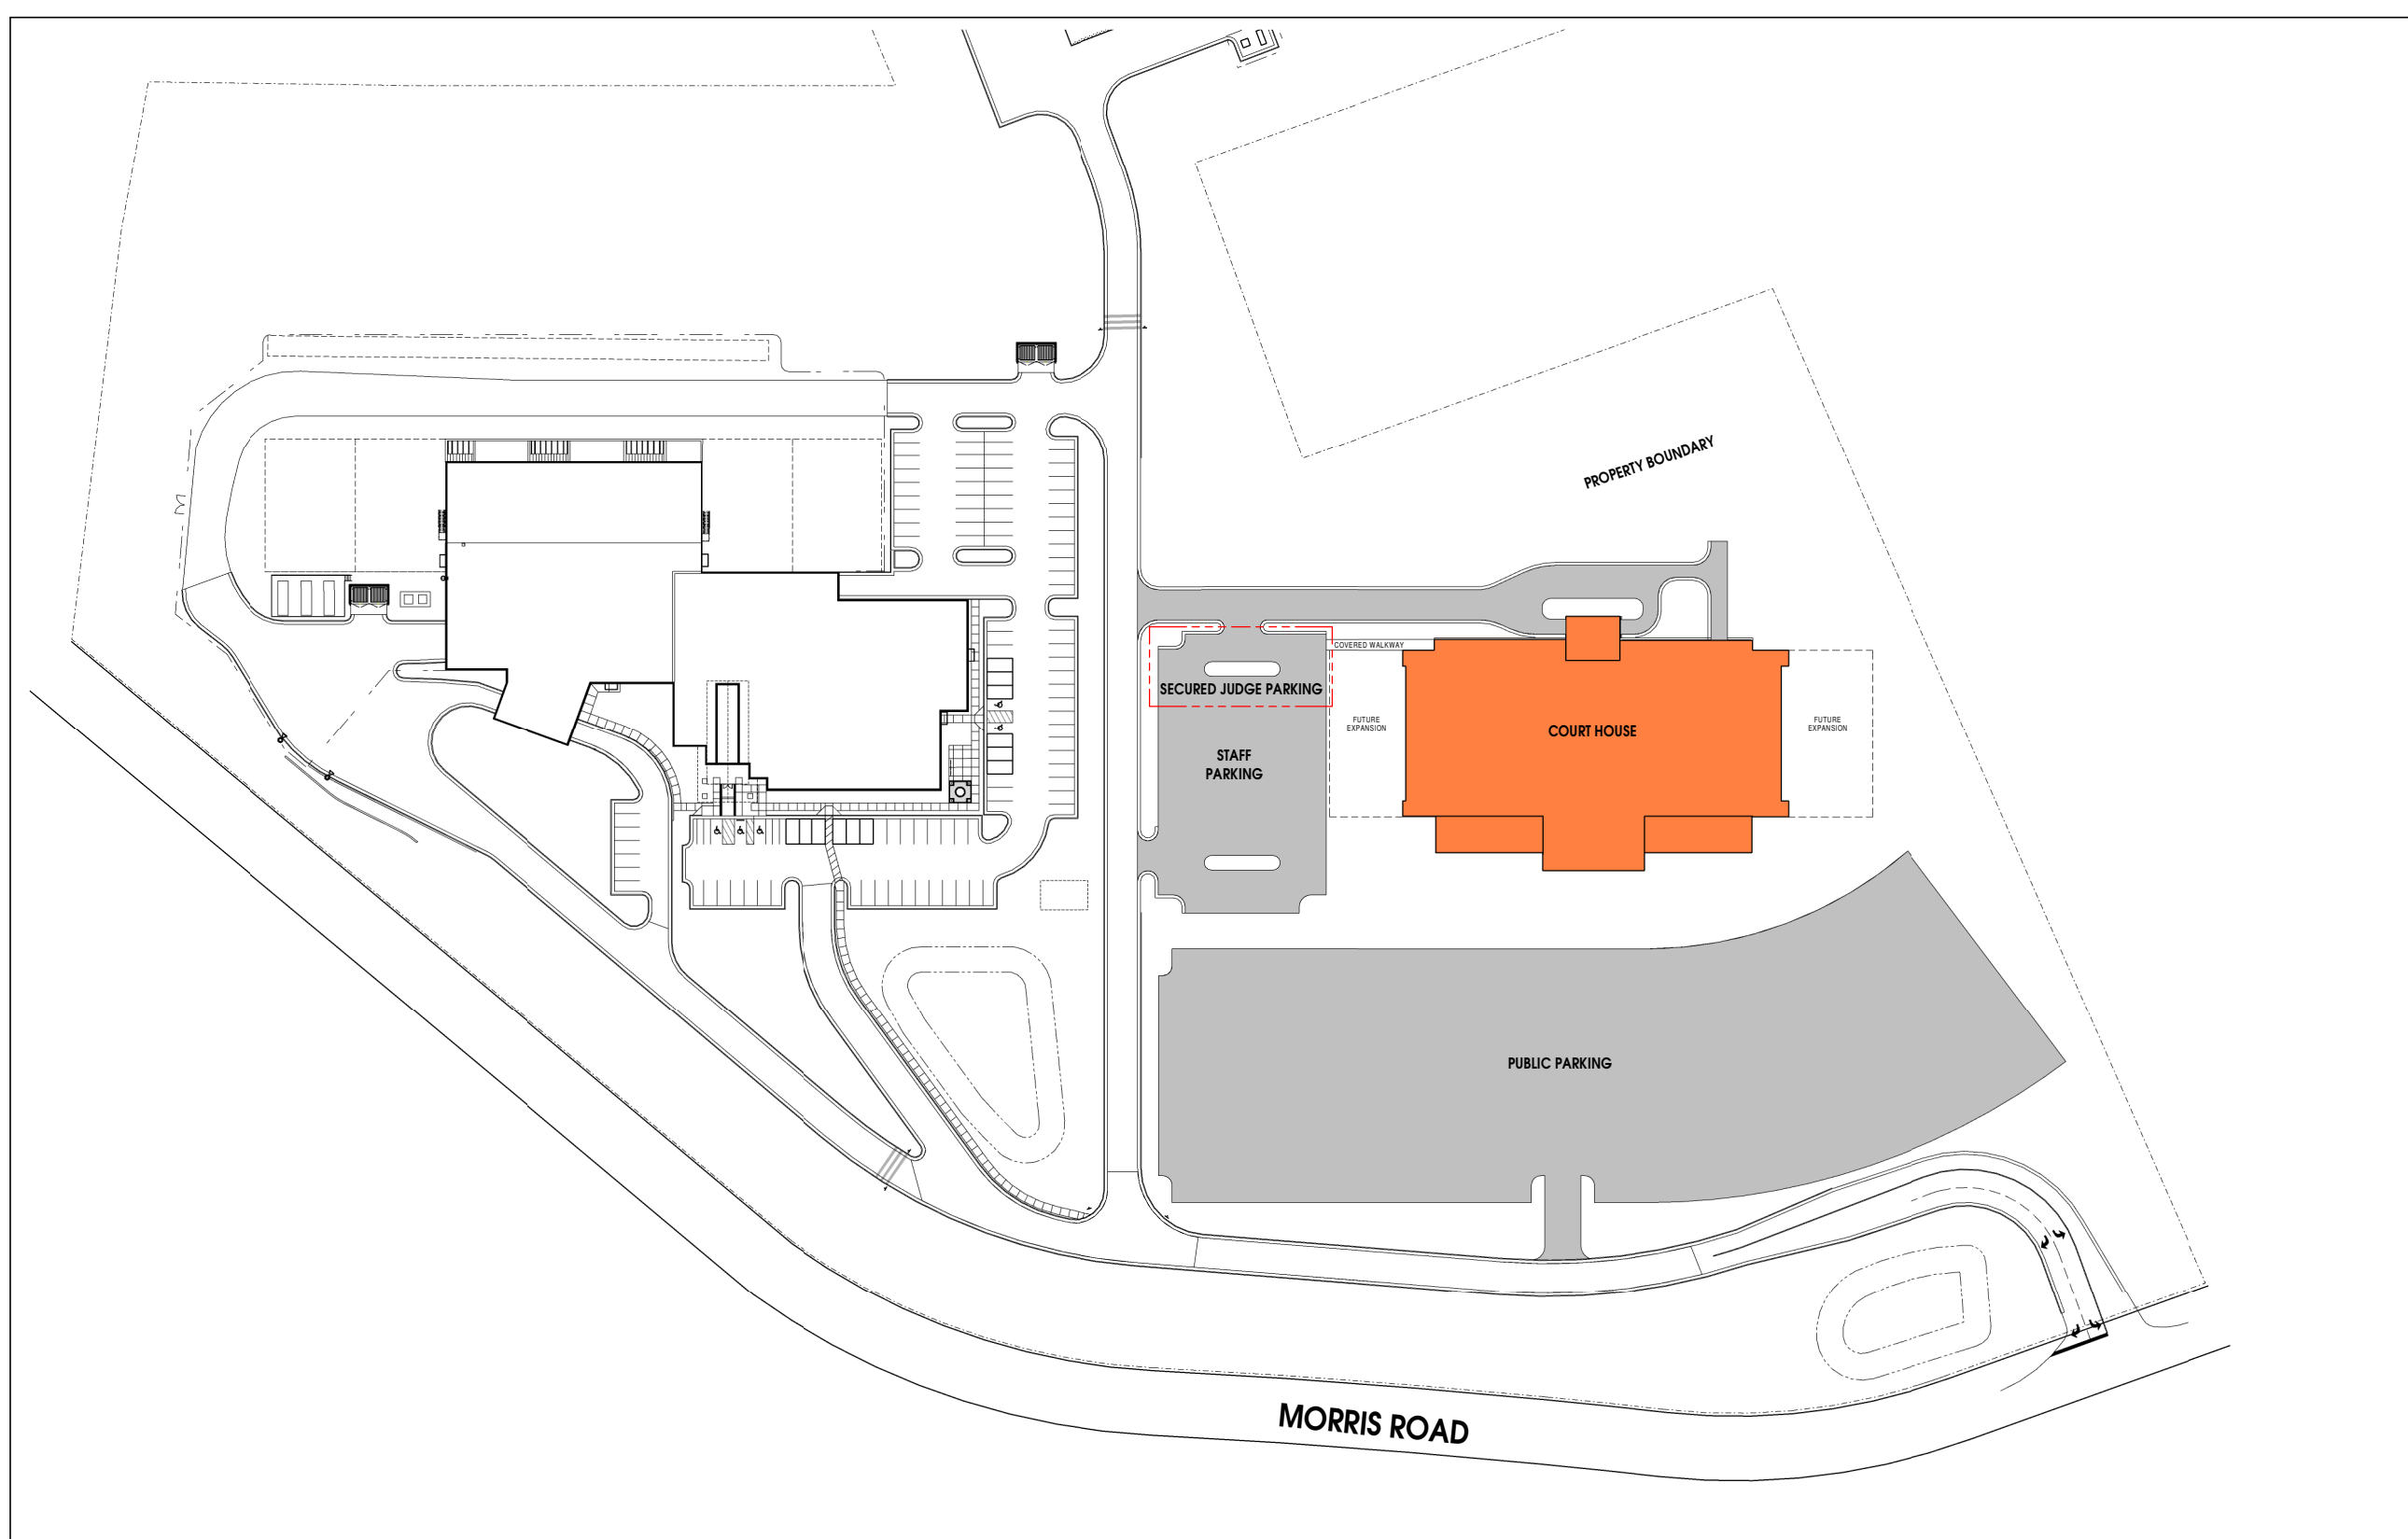 PROPERTY BOUNDARY
COVERED WALKWAY
SECURED JUDGE PARKING
FUTURE
EXPANSION
COURT HOUSE
FUTURE
EXPANSION
STAFF
PARKING
PUBLIC PARKING
MORRIS ROAD